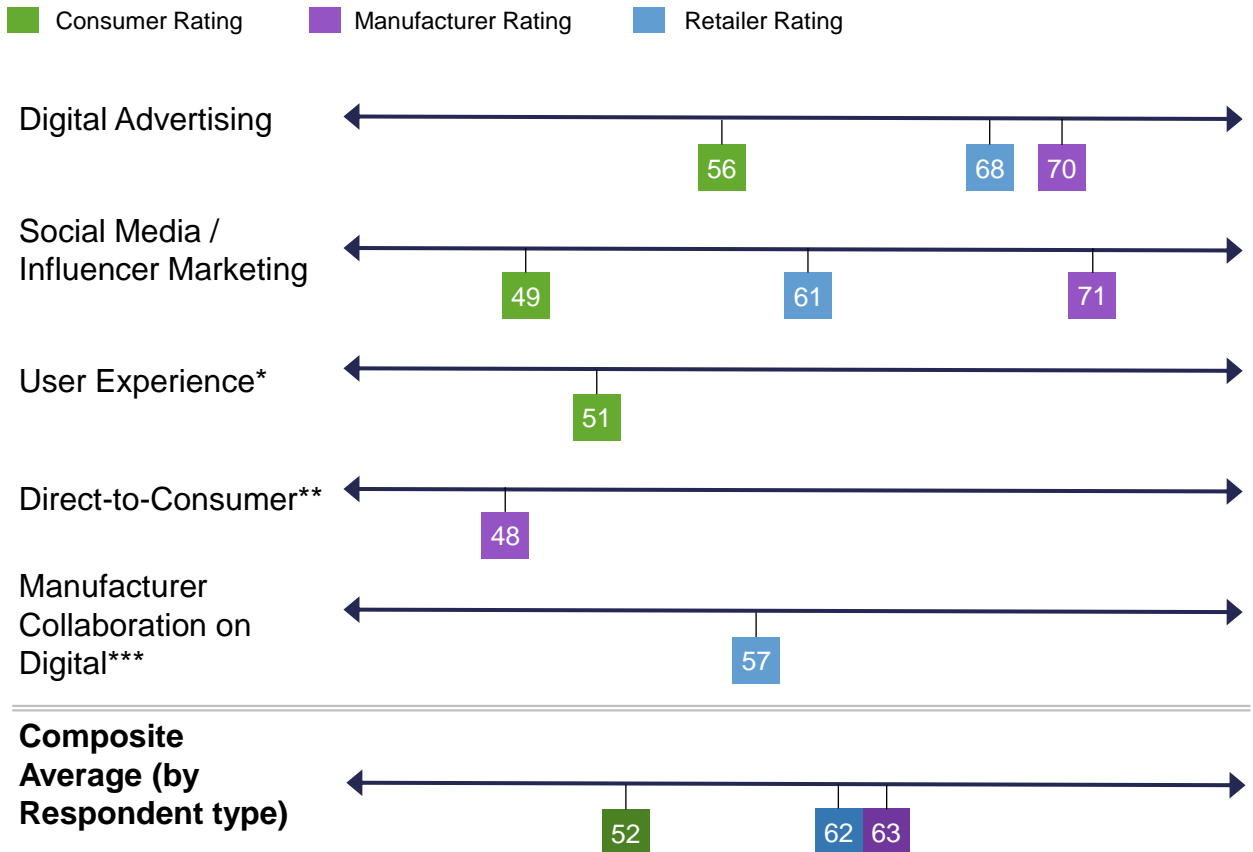 Consumer Rating
Manufacturer Rating
Retailer Rating
Digital Advertising
56
68
70
Social Media /
Influencer Marketing
49
61
71
User Experience*
51
Direct-to-Consumer**
48
Manufacturer
Collaboration on
Digital***
57
Composite
Average (by
Respondent type)
52
62
63